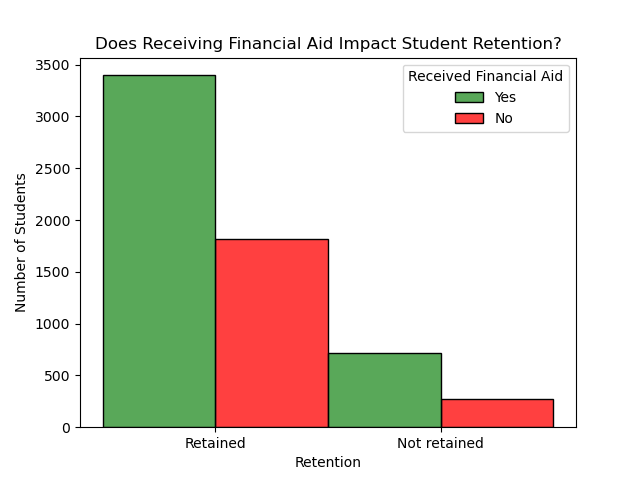 Does Receiving Financial Aid Impact Student Retention?
3500
3000
2500
2000
1500
1000
500
0
Number of Students
Received Financial Aid
Yes
No
Retained
Not retained
Retention